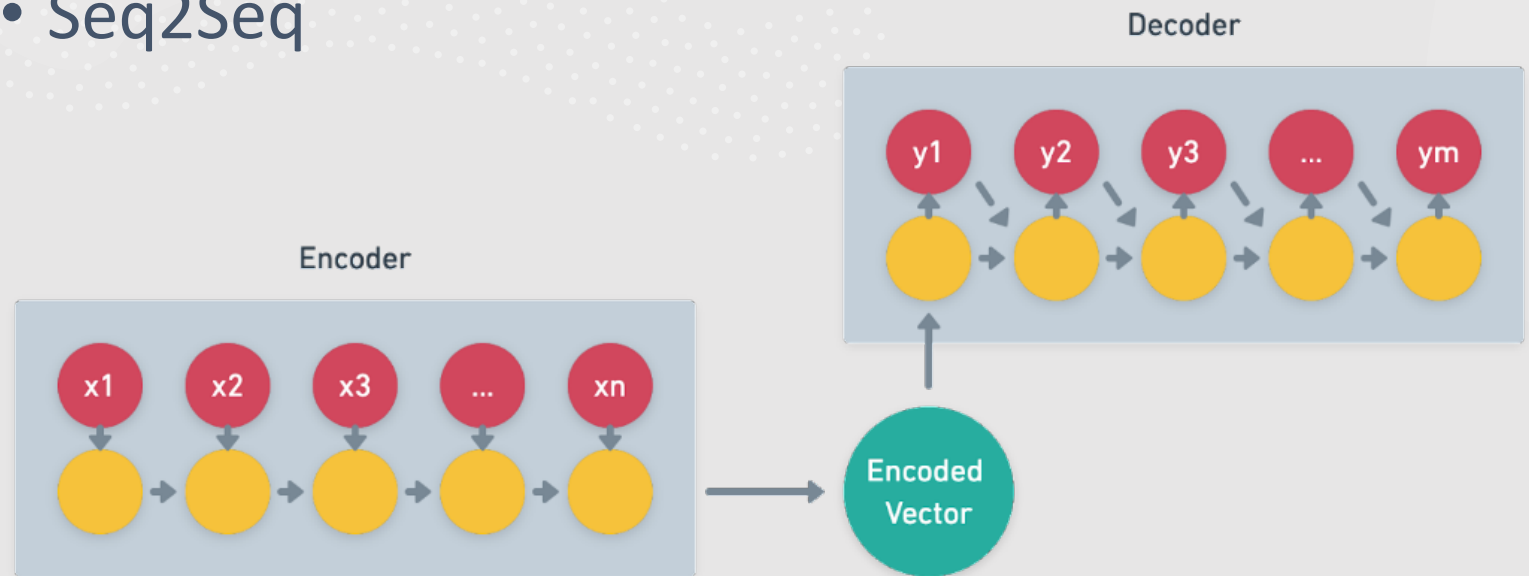 • Seq2Seq
Decoder
y1 y2 y3 ... ym
Encoder
x1 x2 x3 ... xn
Encoded
Vector